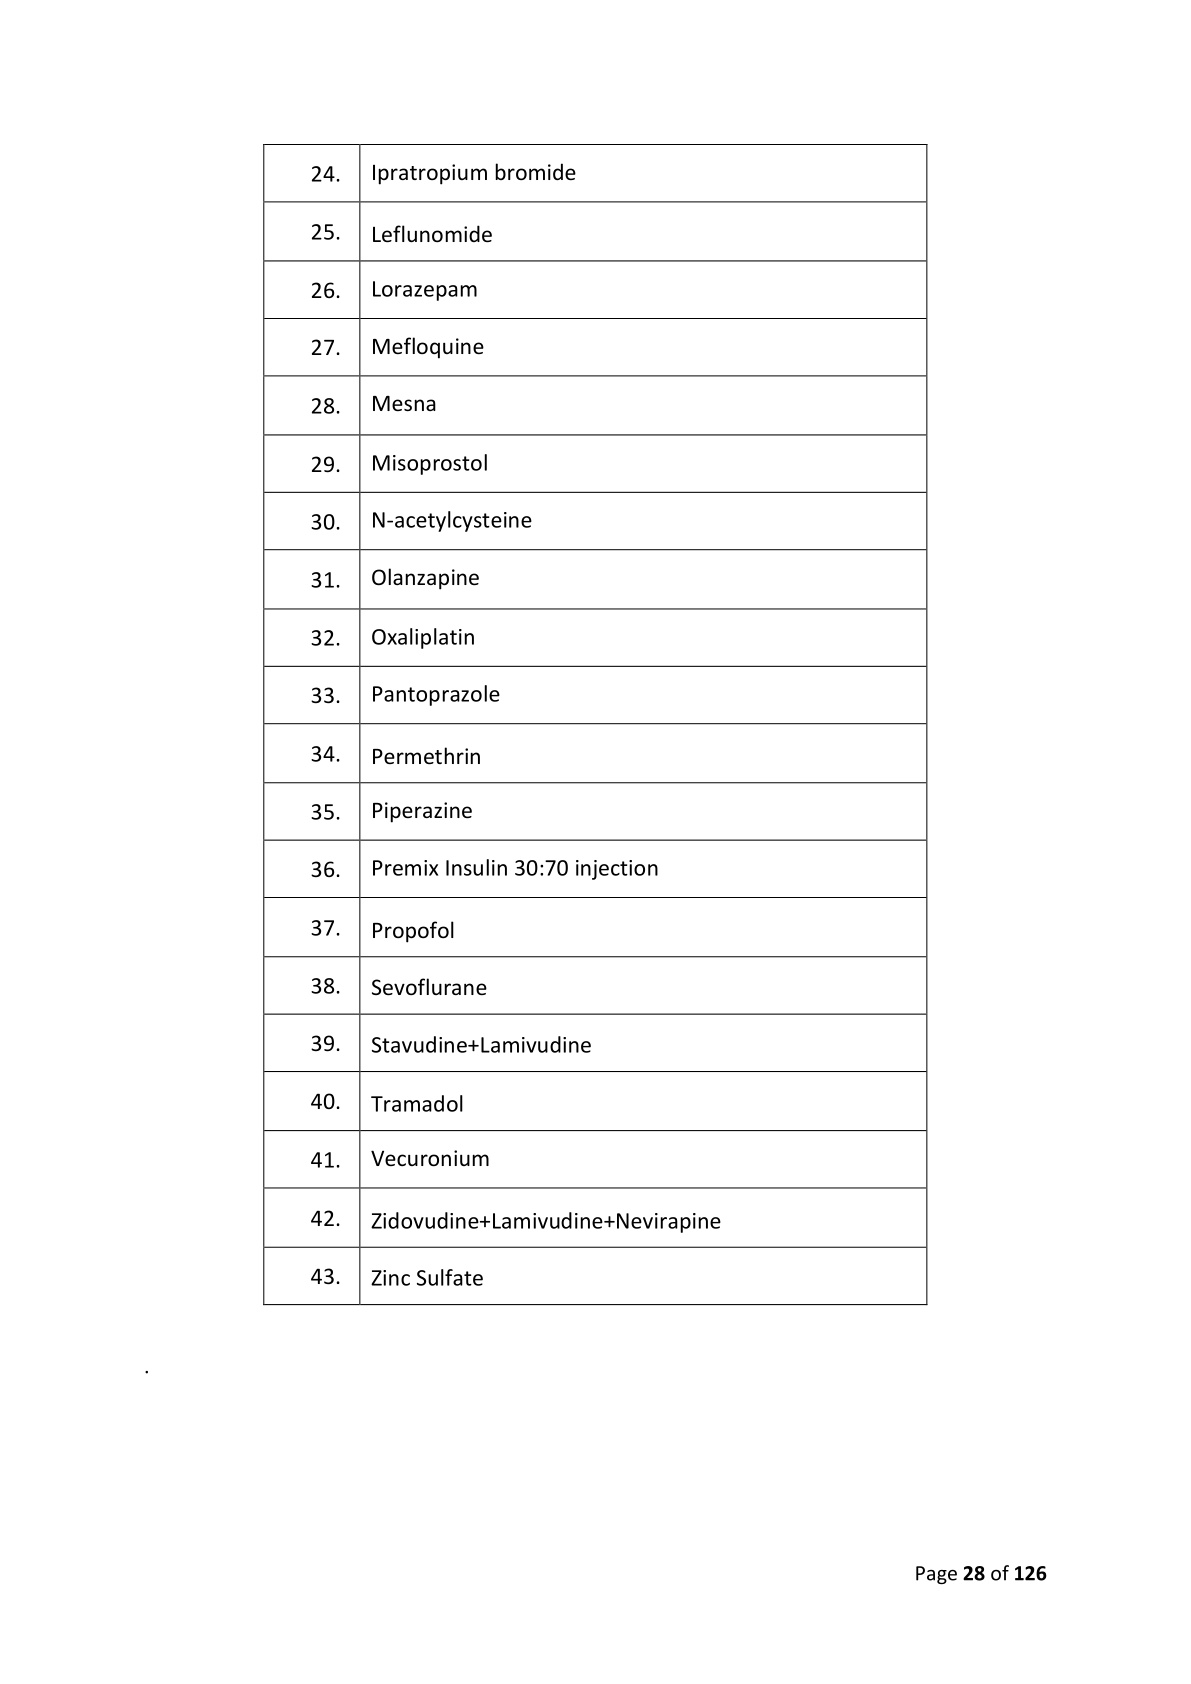 24. Ipratropium bromide
25. Leflunomide
26. Lorazepam
27. Mefloquine
28. Mesna
29. Misoprostol
30. N-acetylcysteine
31. Olanzapine
32. Oxaliplatin
33. Pantoprazole
34. Permethrin
35. Piperazine
36. Premix Insulin 30:70 injection
37. Propofol
38. Sevoflurane
39. Stavudine+Lamivudine
40. Tramadol
41. Vecuronium
42. Zidovudine+Lamivudine+Nevirapine
43. Zinc Sulfate
.
Page 28 of 126